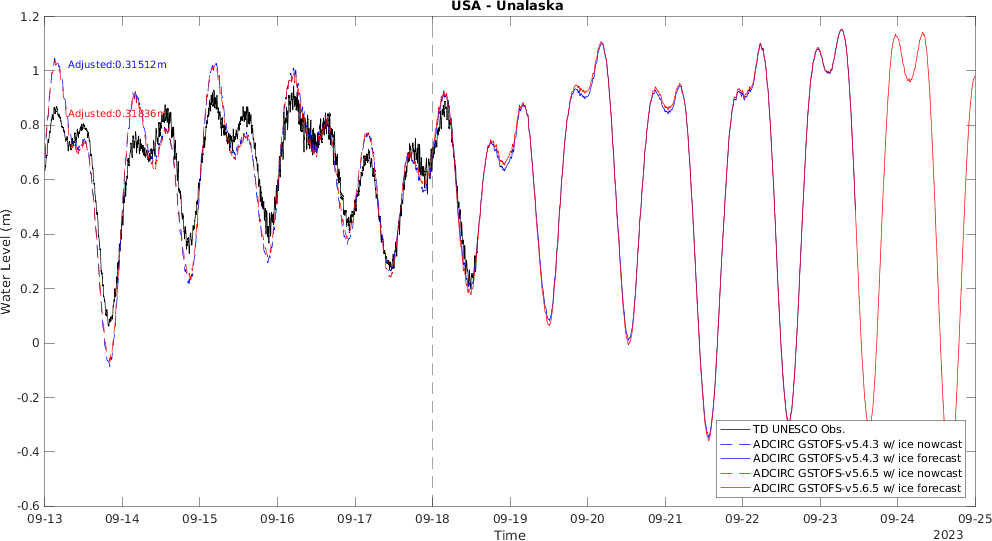 USA - Unalaska
1.2
1
0.8
0.6
0.4
0.2
0
-0.2
-0.4
-0.6
Water Level (m)
Adjusted:0.31512m
Adjusted:0.31836m
TD UNESCO Obs.
ADCIRC GSTOFS-v5.4.3 w/ ice nowcast
ADCIRC GSTOFS-v5.4.3 w/ ice forecast
ADCIRC GSTOFS-v5.6.5 w/ ice nowcast
ADCIRC GSTOFS-v5.6.5 w/ ice forecast
09-13 09-14 09-15 09-16 09-17 09-18 09-19 09-20 09-21 09-22 09-23 09-24 09-25
Time
2023